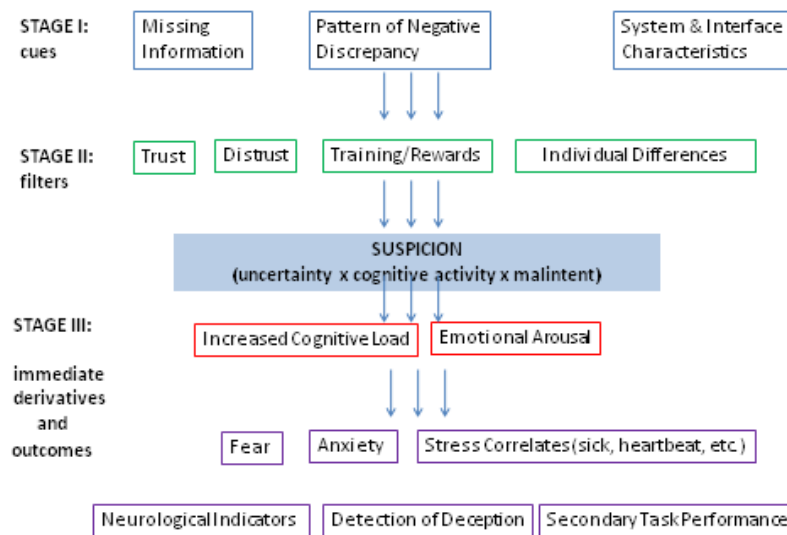 STAGE I:
cues
Missing
Information
Pattern of Negative
Discrepancy
System & Interface
Characteristics
STAGE II:
filters
Trust
Distrust
Training/Rewards
Individual Differences
SUSPICION
(uncertainty x cognitive activity x malintent)
STAGE III:
Increased Cognitive Load
Emotional Arousal
immediate
derivatives
and
outcomes
Fear
Anxiety
Stress Correlates (sick, heartbeat, etc.)
Neurological Indicators
Detection of Deception
Secondary Task Performance